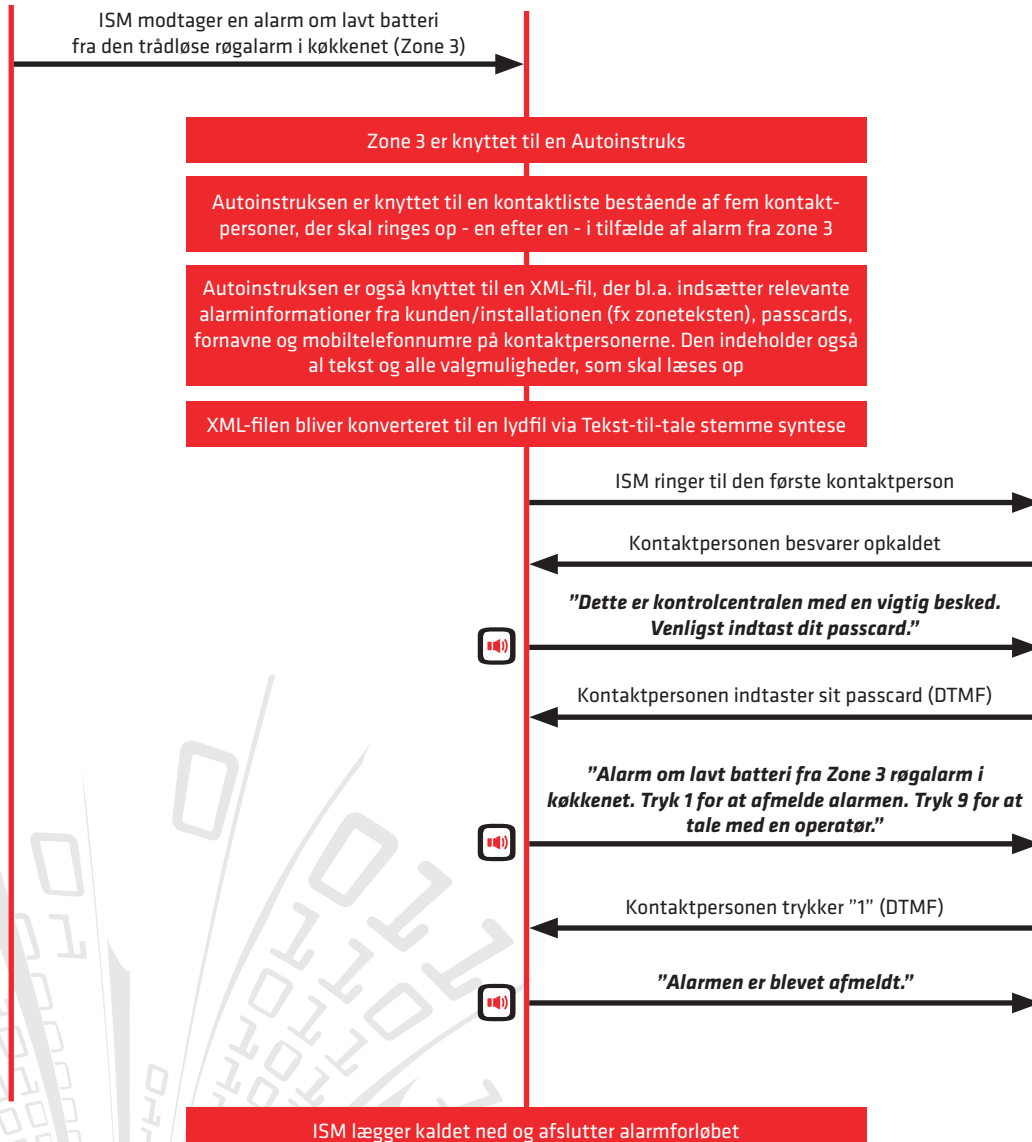 ISM modtager en alarm om lavt batteri
fra den trådløse røgalarm i køkkenet (Zone 3)
Zone 3 er knyttet til en Autoinstruks
Autoinstruksen er knyttet til en kontaktliste bestående af fem kontakt-
personer, der skal ringes op - en efter en - i tilfælde af alarm fra zone 3
Autoinstruksen er også knyttet til en XML-fil, der bl.a. indsætter relevante
alarminformationer fra kunden/installationen (fx zoneteksten), passcards,
fornavne og mobiltelefonnumre på kontaktpersonerne. Den indeholder også
al tekst og alle valgmuligheder, som skal læses op
XML-filen bliver konverteret til en lydfil via Tekst-til-tale stemme syntese
ISM ringer til den første kontaktperson
Kontaktpersonen besvarer opkaldet
”Dette er kontrolcentralen med en vigtig besked.
Venligst indtast dit passcard.”
Kontaktpersonen indtaster sit passcard (DTMF)
”Alarm om lavt batteri fra Zone 3 røgalarm i
køkkenet. Tryk 1 for at afmelde alarmen. Tryk 9 for at
tale med en operatør.”
Kontaktpersonen trykker ”1” (DTMF)
”Alarmen er blevet afmeldt.”
ISM lægger kaldet ned og afslutter alarmforløbet